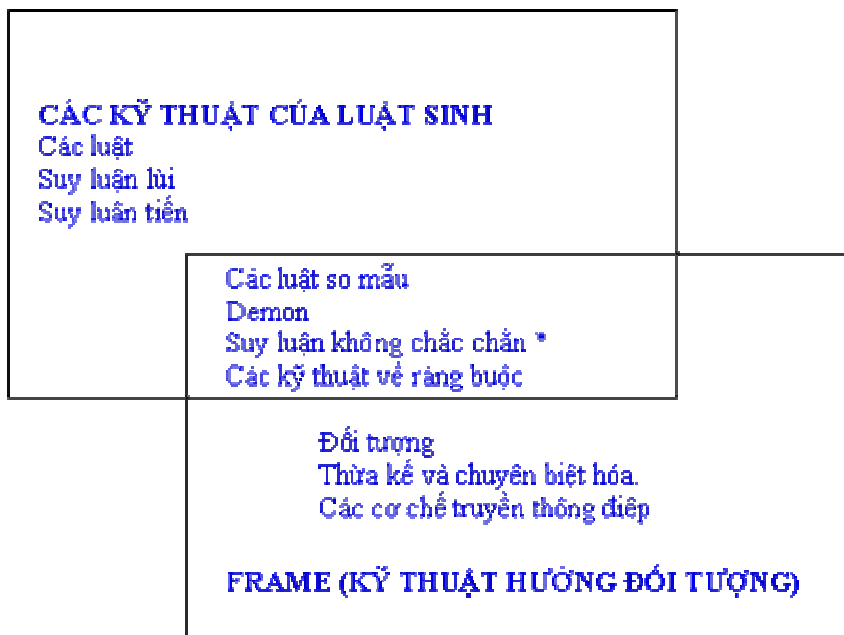 CÁC KỸ THUẬT CỦA LUẬT SINH
Các luật
Suy luận lùi
Suy luân tiến
Các luật so mẫu
Demon
Suy luận không chắc chắn *
Các kỹ thuật về ràng buộc
Đối tượng
Thừa kế và chuyên biệt hóa.
Các cơ chế truyền thông điệp
FRAME (KỸ THUẬT HƯỚNG ĐỐI TƯỢNG)